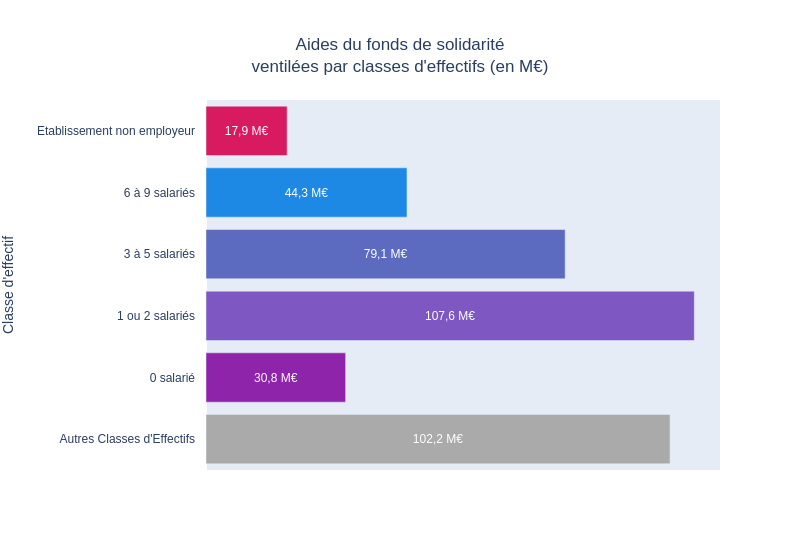 Aides du fonds de solidarité
ventilées par classes d'effectifs (en M€)
Classe d'effectif
Etablissement non employeur
17,9 M€
6 à 9 salariés
44,3 M€
3 à 5 salariés
79,1 M€
1 ou 2 salariés
107,6 M€
0 salarié
30,8 M€
Autres Classes d'Effectifs
102,2 M€